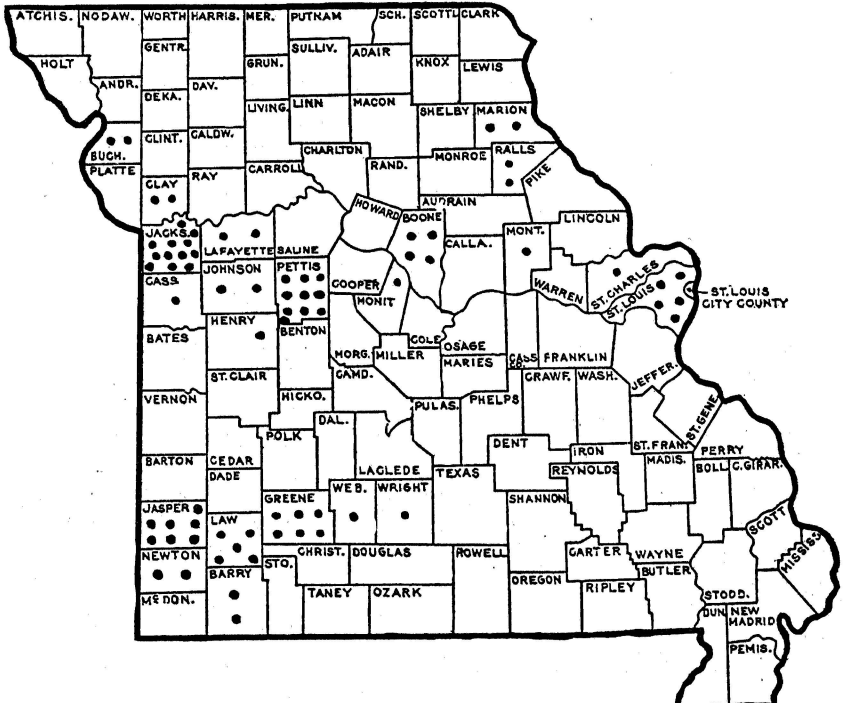 ATCHIS. NODAW. WORTH HARRIS. MER. PUTNAM SCH. SCOTL CLARK
GENTR. SULLIV. ADAIR
HOLT GRUN. KNOX LEWIS
ANDR. DAV.
DEKA. LIVING. LINN MACON
SHELBY MARION
CLINT. CALDW.
BUCH. CHARLTON MONROE RALLS
PLATTE RAY CARROLL RAND. PIKE
CLAY
HOWARD AUDRAIN
BOONE LINCOLN
JACKS. MONT.
LAFAYETTE SALINE CALLA.
CASS JOHNSON PETTIS ST. CHARLES
COOPER WARREN ST. LOUIS ST. LOUIS
MONIT CITY COUNTY
HENRY
BATES BENTON COLE OSAGE
MORG. MILLER CASS FRANKLIN
MARIES CO.
ST. CLAIR CAMD. CRAWF. WASH. JEFFER.
VERNON HICKO. PULAS. PHELPS
DAL. ST. GENE.
POLK DENT
IRON ST. FRAN. PERRY
BARTON CEDAR MADIS. BOLL C. GIRAR.
DADE LACLEDE TEXAS REYNOLDS
WEB. WRIGHT
JASPER GREENE SHANNON
LAW SCOTT
MISSISS
NEWTON CHRIST. DOUGLAS ROWELL CARTER WAYNE
STO.
BARRY OREGON BUTLER
McDON. TANEY OZARK RIPLEY STODD.
DUN NEW
MADRID
PEMIS.